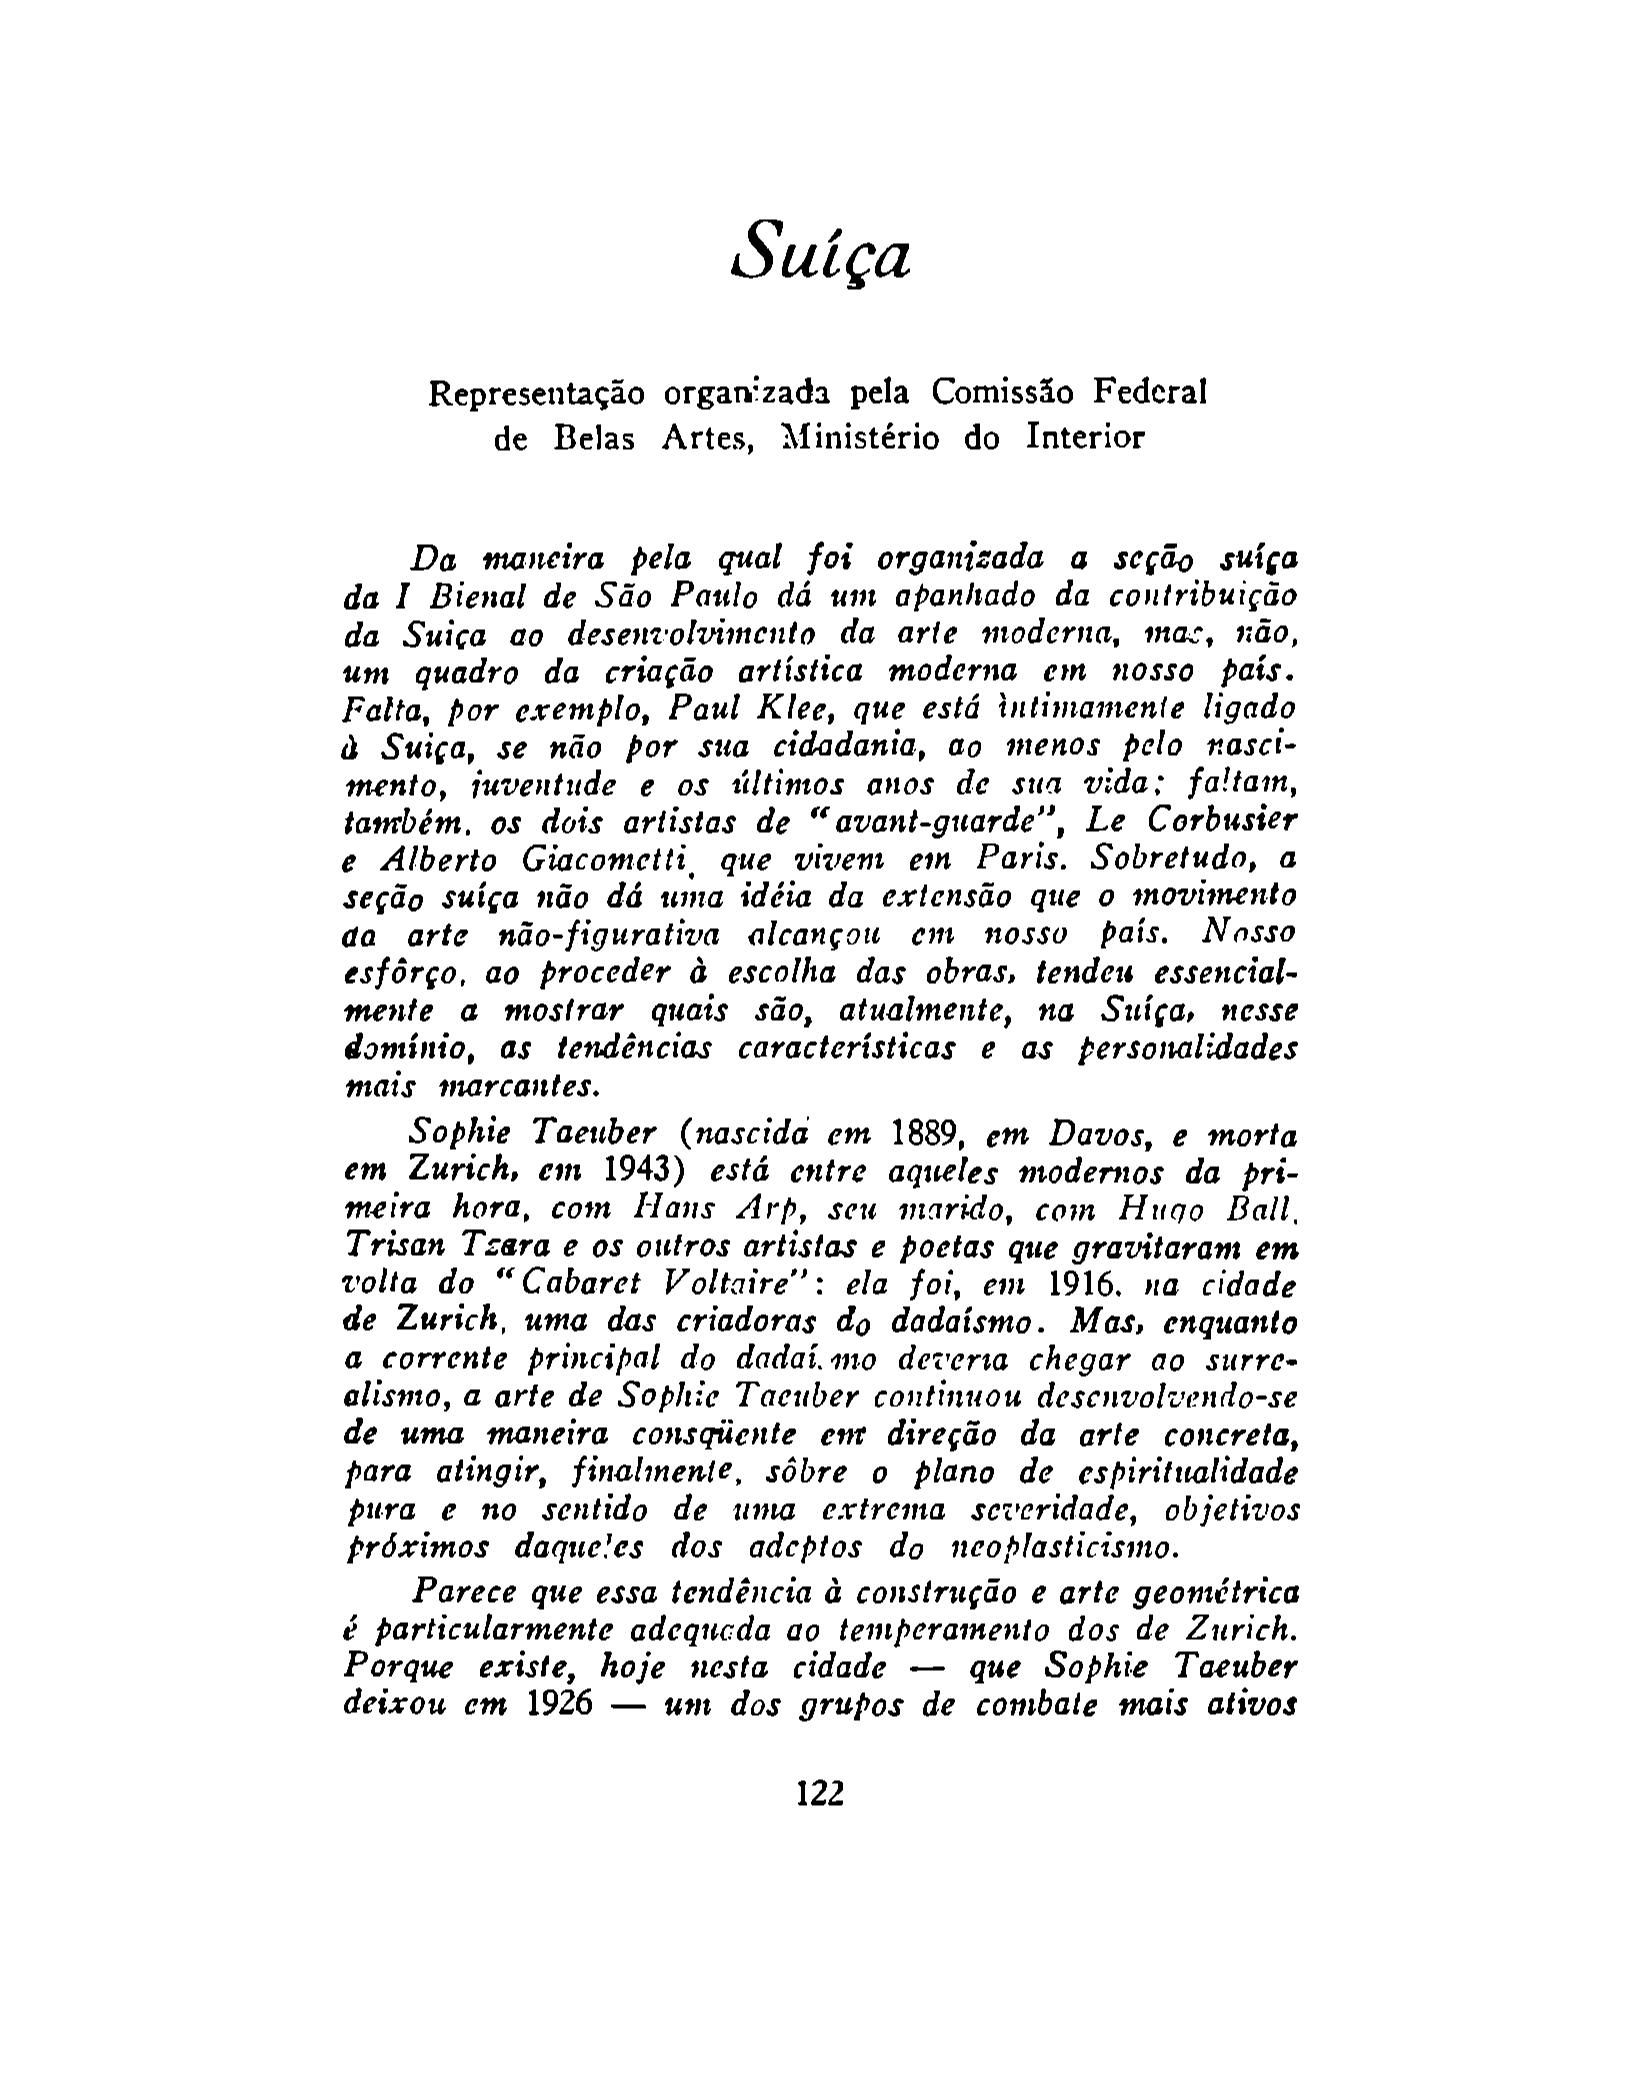 Suíça
Representação organizada pela Comissão Federal
de Belas Artes, Ministério do Interior
Da maneira pela qual foi organizada a seção suíça
da I Bienal de São Paulo dá um apanhado da contribuição
da Suiça ao desenvolvimento da arte moderna, mas, não,
um quadro da criação artística moderna em nosso país.
Falta, por exemplo, Paul Klee, que está ìntimamente ligado
à Suiça, se não por sua cidadania, ao menos pelo nasci-
mento, juventude e os últimos anos de sua vida; faltam,
também. os dois artistas de "avant-guarde", Le Corbusier
e Alberto Giacometti, que vivem em Paris. Sobretudo, a
seção suíça não dá uma idéia da extensão que o movimento
da arte não-figurativa alcançou em nosso país. Nosso
esfôrço, ao proceder à escolha das obras, tendeu essencial-
mente a mostrar quais são, atualmente, na Suíça, nesse
domínio, as tendências características e as personalidades
mais marcantes.
Sophie Taeuber (nascida em 1889, em Davos, e morta
em Zurich, em 1943) está entre aqueles modernos da pri-
meira hora, com Hans Arp, seu marido, com Hugo Ball,
Trisan Tzara e os outros artistas e poetas que gravitaram em
volta do "Cabaret Voltaire": ela foi, em 1916. na cidade
de Zurich, uma das criadoras do dadaísmo. Mas, enquanto
a corrente principal do dadaísmo deveria chegar ao surre-
alismo, a arte de Sophie Taeuber continuou desenvolvendo-se
de uma maneira consqüente em direção da arte concreta,
para atingir, finalmente, sôbre o plano de espiritualidade
pura e no sentido de uma extrema severidade, objetivos
próximos daqueles dos adeptos do neoplasticismo.
Parece que essa tendência à construção e arte geométrica
é particularmente adequada ao temperamento dos de Zurich.
Porque existe, hoje nesta cidade — que Sophie Taeuber
deixou em 1926 — um dos grupos de combate mais ativos
122